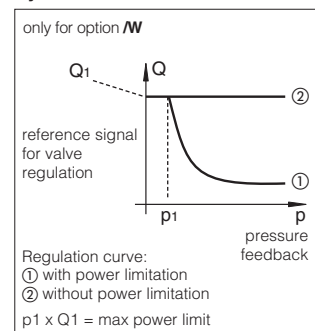 only for option /W
Q1
Q
②
reference signal
for valve
regulation
①
p1
p
pressure
feedback
Regulation curve:
① with power limitation
② without power limitation
p1 x Q1 = max power limit